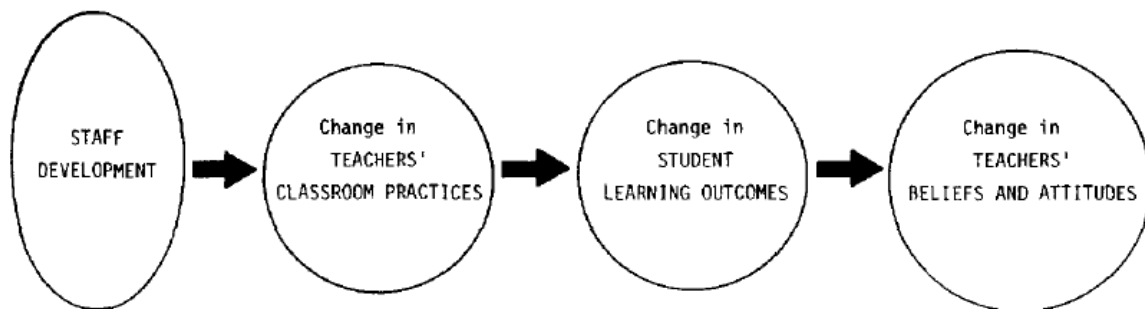 STAFF
DEVELOPMENT
Change in
TEACHERS'
CLASSROOM PRACTICES
Change in
STUDENT
LEARNING OUTCOMES
Change in
TEACHERS'
BELIEFS AND ATTITUDES